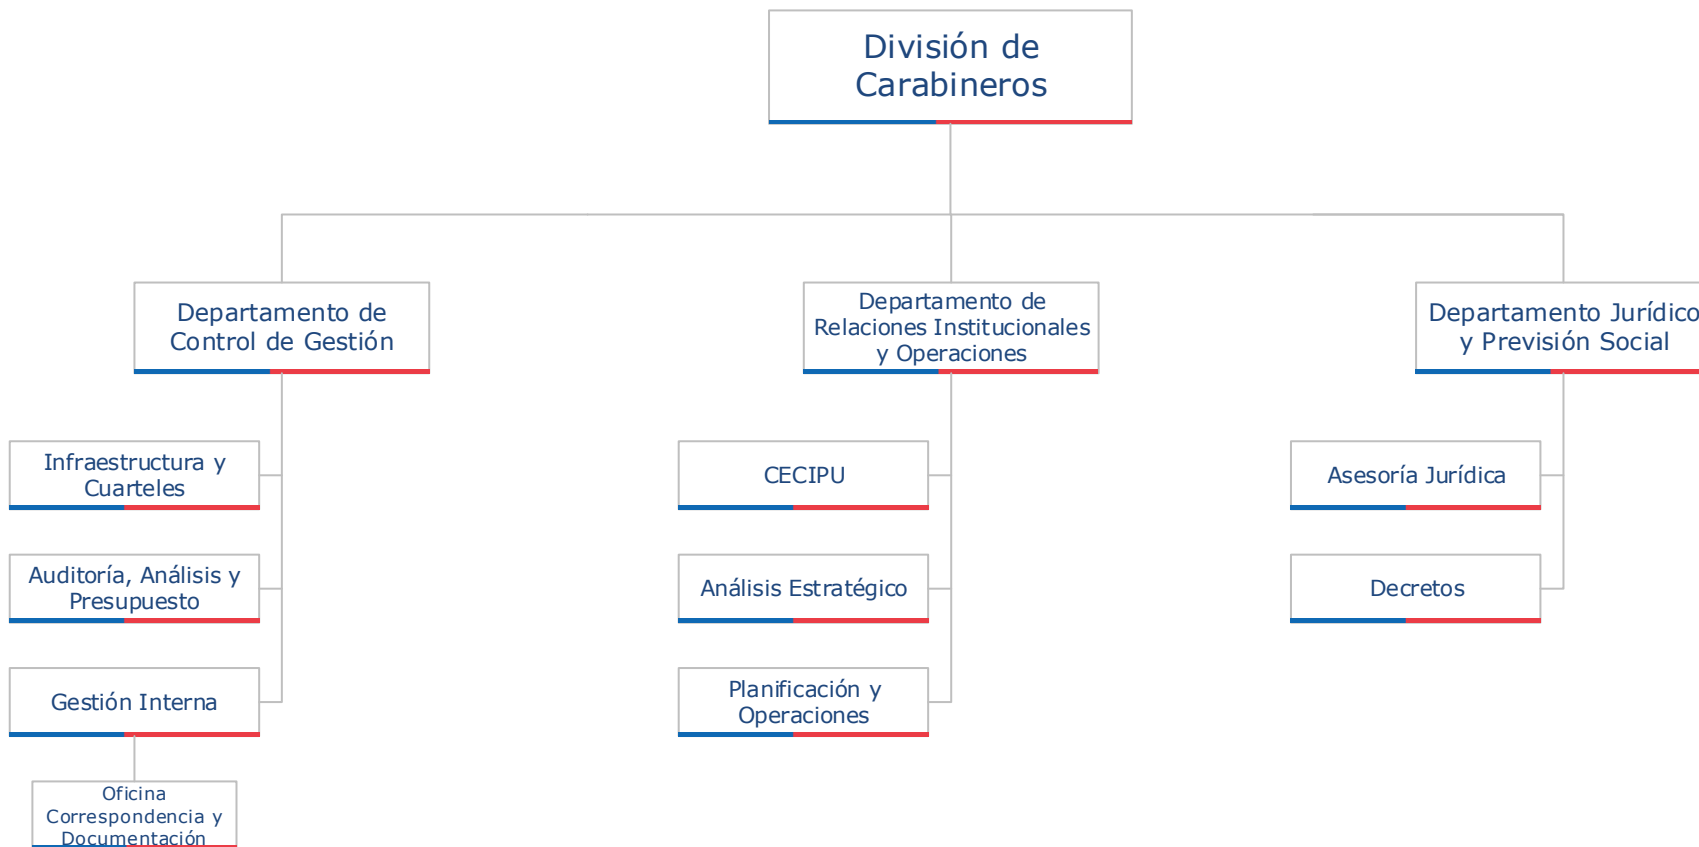 División de
Carabineros
Departamento de
Control de Gestión
Departamento de
Relaciones Institucionales
y Operaciones
Departamento Jurídico
y Previsión Social
Infraestructura y
Cuarteles
Auditoría, Análisis y
Presupuesto
Gestión Interna
Oficina
Correspondencia y
Documentación
CECIPU
Análisis Estratégico
Planificación y
Operaciones
Asesoría Jurídica
Decretos